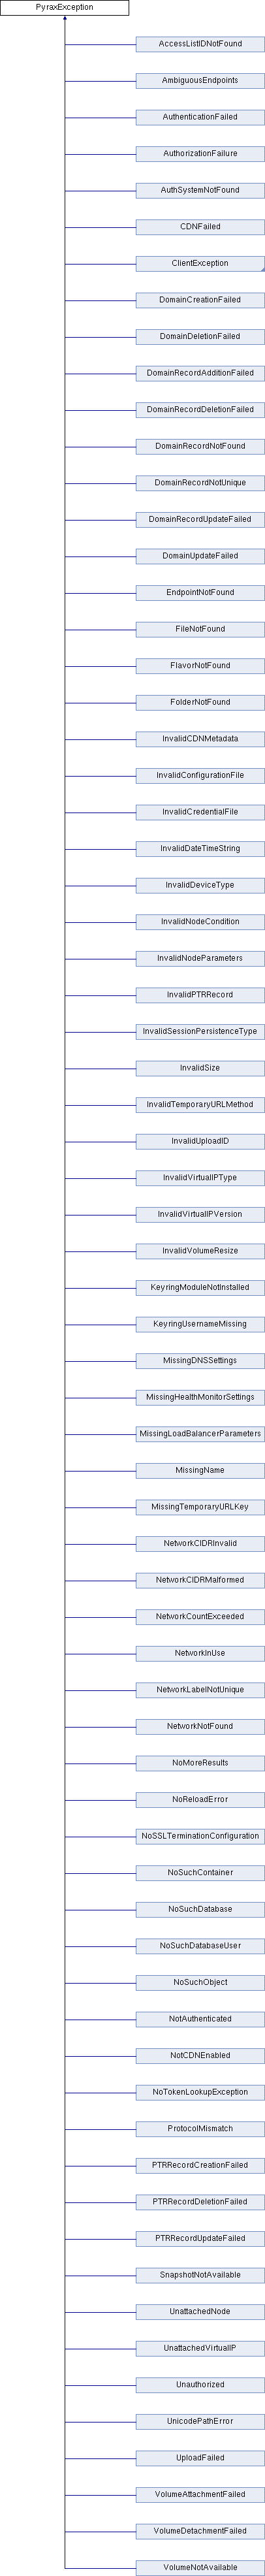 PyraxException
AccessListIDNotFound
AmbiguousEndpoints
AuthenticationFailed
AuthorizationFailure
AuthSystemNotFound
CDNFailed
ClientException
DomainCreationFailed
DomainDeletionFailed
DomainRecordAdditionFailed
DomainRecordDeletionFailed
DomainRecordNotFound
DomainRecordNotUnique
DomainRecordUpdateFailed
DomainUpdateFailed
EndpointNotFound
FileNotFound
FlavorNotFound
FolderNotFound
InvalidCDNMetadata
InvalidConfigurationFile
InvalidCredentialFile
InvalidDateTimeString
InvalidDeviceType
InvalidNodeCondition
InvalidNodeParameters
InvalidPTRRecord
InvalidSessionPersistenceType
InvalidSize
InvalidTemporaryURLMethod
InvalidUploadID
InvalidVirtualIPType
InvalidVirtualIPVersion
InvalidVolumeResize
KeyringModuleNotInstalled
KeyringUsernameMissing
MissingDNSSettings
MissingHealthMonitorSettings
MissingLoadBalancerParameters
MissingName
MissingTemporaryURLKey
NetworkCIDRInvalid
NetworkCIDRMalformed
NetworkCountExceeded
NetworkInUse
NetworkLabelNotUnique
NetworkNotFound
NoMoreResults
NoReloadError
NoSSLTerminationConfiguration
NoSuchContainer
NoSuchDatabase
NoSuchDatabaseUser
NoSuchObject
NotAuthenticated
NotCDNEnabled
NoTokenLookupException
ProtocolMismatch
PTRRecordCreationFailed
PTRRecordDeletionFailed
PTRRecordUpdateFailed
SnapshotNotAvailable
UnattachedNode
UnattachedVirtualIP
Unauthorized
UnicodePathError
UploadFailed
VolumeAttachmentFailed
VolumeDetachmentFailed
VolumeNotAvailable